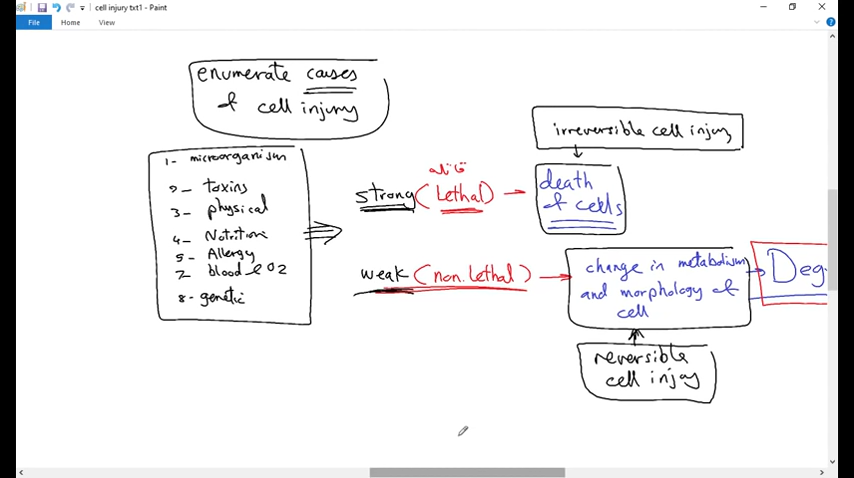 cell injury txt1 - Paint
File Home View
enumerate causes
of cell injury
1- microorganism
2- toxins
3- physical
4- Nutrition
5- Allergy
7- blood & O2
8- genetic
قاتلة
strong (Lethal)
weak (non.Lethal)
irreversible cell injury
death
of cells
change in metabolism
and morphology of
cell
Deg
reversible
cell injury